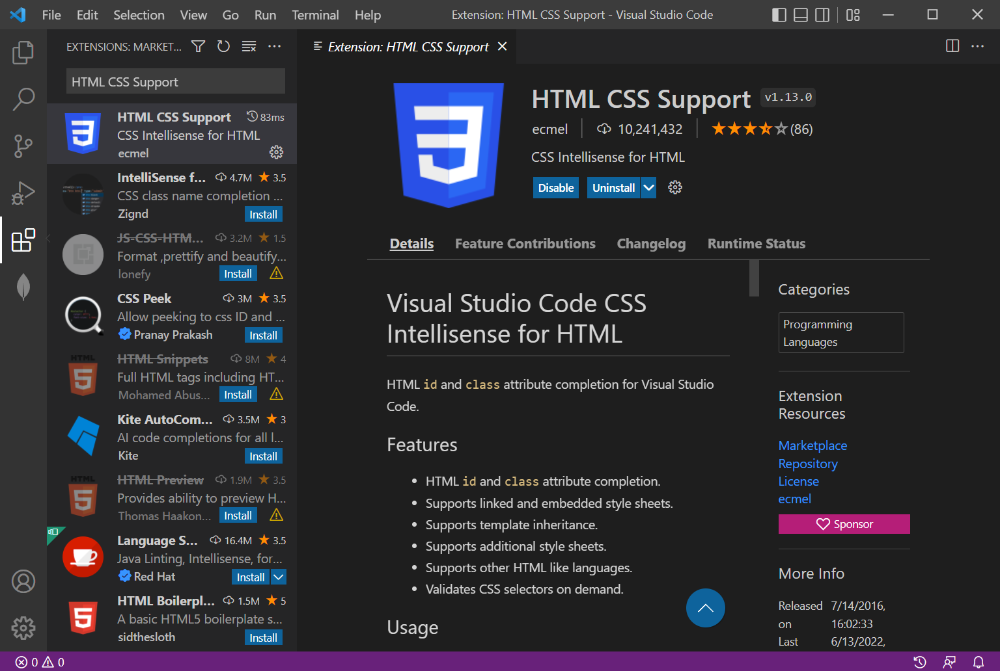 File Edit Selection View Go Run Terminal Help
Extension: HTML CSS Support - Visual Studio Code
EXTENSIONS: MARKET...
HTML CSS Support
HTML CSS Support 83ms
CSS Intellisense for HTML
ecmel
IntelliSense f... 4.7M 3.5
CSS class name completion ...
Zignd Install
JS-CSS-HTM... 3.2M 1.5
Format ,prettify and beautify...
lonefy Install
CSS Peek 3M 3.5
Allow peeking to css ID and ...
Pranay Prakash Install
HTML Snippets 8M 4
Full HTML tags including HT...
Mohamed Abus... Install
Kite AutoCom... 3.5M 3
AI code completions for all l...
Kite Install
HTML Preview 1.9M 3.5
Provides ability to preview H...
Thomas Haakon... Install
Language S... 16.4M 3.5
Java Linting, Intellisense, for...
Red Hat Install
HTML Boilerpl... 1.5M 5
A basic HTML5 boilerplate s...
sidthesloth Install
Extension: HTML CSS Support
HTML CSS Support v1.13.0
ecmel 10,241,432 (86)
CSS Intellisense for HTML
Disable Uninstall
Details Feature Contributions Changelog Runtime Status
Visual Studio Code CSS
Intellisense for HTML
HTML id and class attribute completion for Visual Studio
Code.
Features
• HTML id and class attribute completion.
• Supports linked and embedded style sheets.
• Supports template inheritance.
• Supports additional style sheets.
• Supports other HTML like languages.
• Validates CSS selectors on demand.
Usage
Categories
Programming
Languages
Extension
Resources
Marketplace
Repository
License
ecmel
Sponsor
More Info
Released 7/14/2016,
on 16:02:33
Last 6/13/2022,
0 0